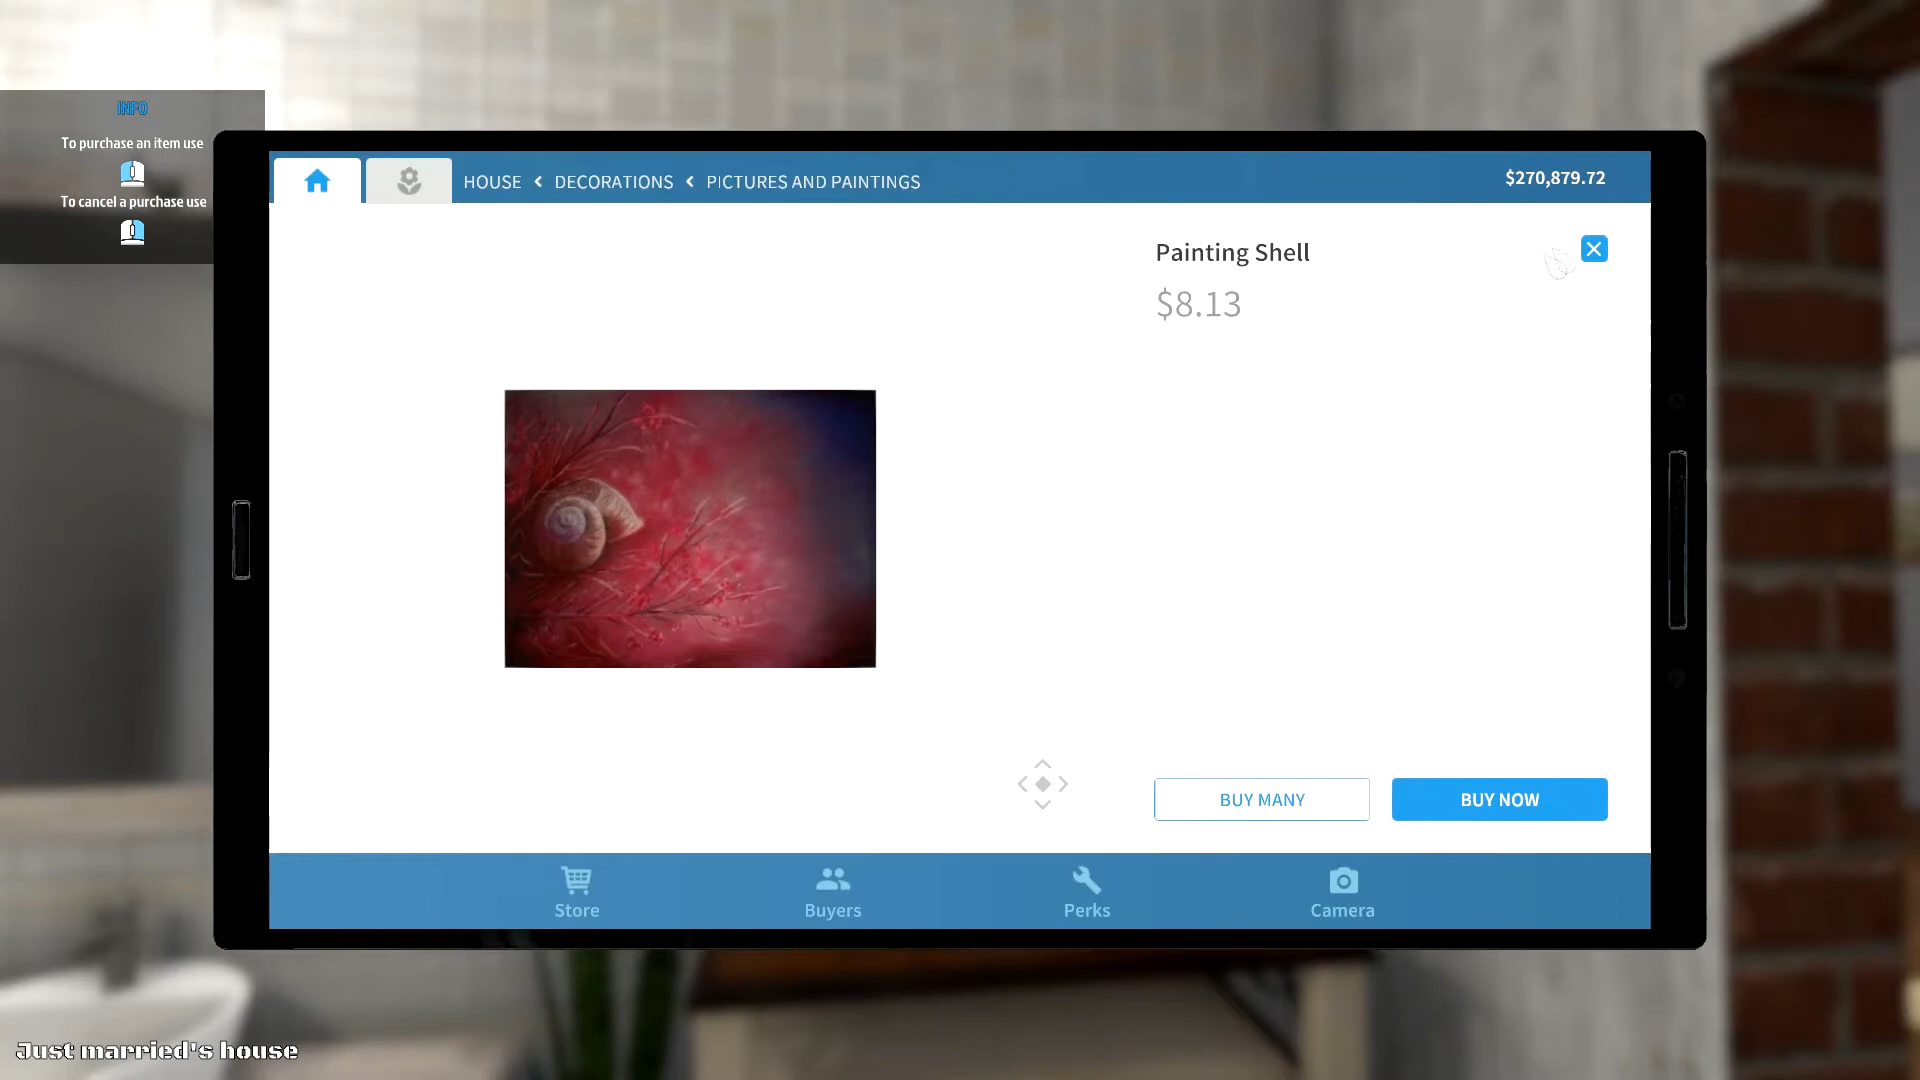 INFO
To purchase an item use
To cancel a purchase use
HOUSE < DECORATIONS < PICTURES AND PAINTINGS
$270,879.72
Painting Shell
$8.13
BUY MANY
BUY NOW
Store
Buyers
Perks
Camera
Just married's house